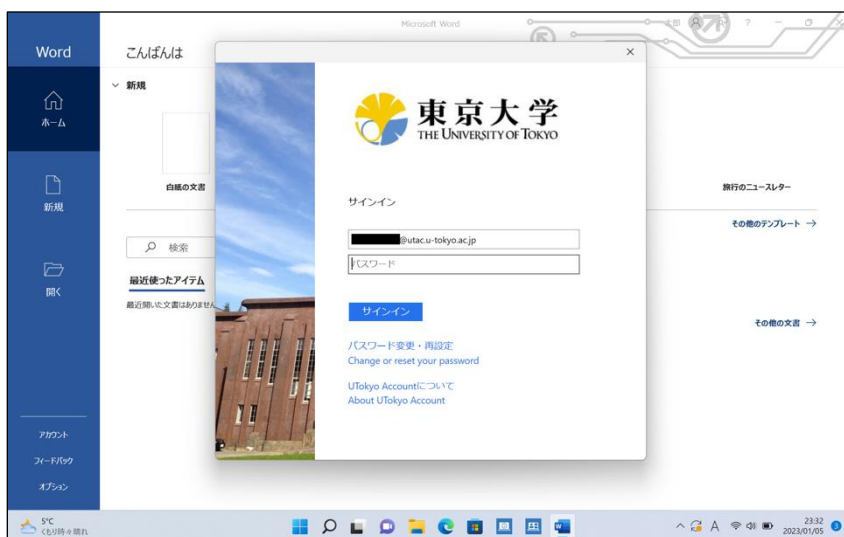 Microsoft Word
太郎
?
Word
こんばんは
ホーム
新規
開く
アカウント
フィードバック
オプション
新規
白紙の文書
旅行のニュースレター
その他のテンプレート →
検索
最近使ったアイテム
最近開いた文書はありません
その他の文書 →
東京大学
THE UNIVERSITY OF TOKYO
サインイン
@utac.u-tokyo.ac.jp
パスワード
サインイン
パスワード変更・再設定
Change or reset your password
UTokyo Accountについて
About UTokyo Account
5°C
くもり時々晴れ
A
23:32
2023/01/05
3